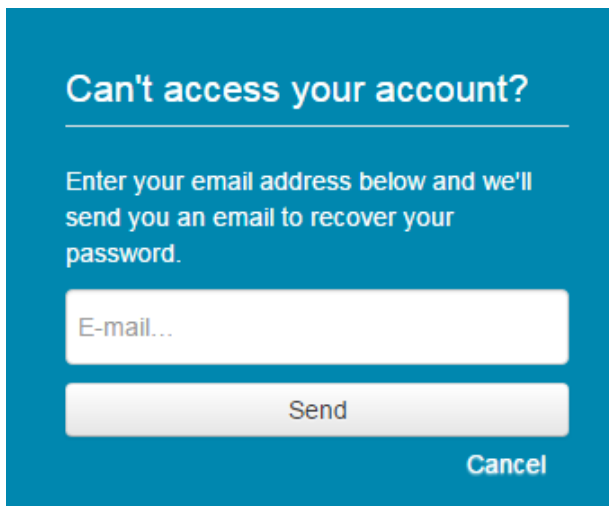 Can't access your account?
Enter your email address below and we'll
send you an email to recover your
password.
E-mail...
Send
Cancel